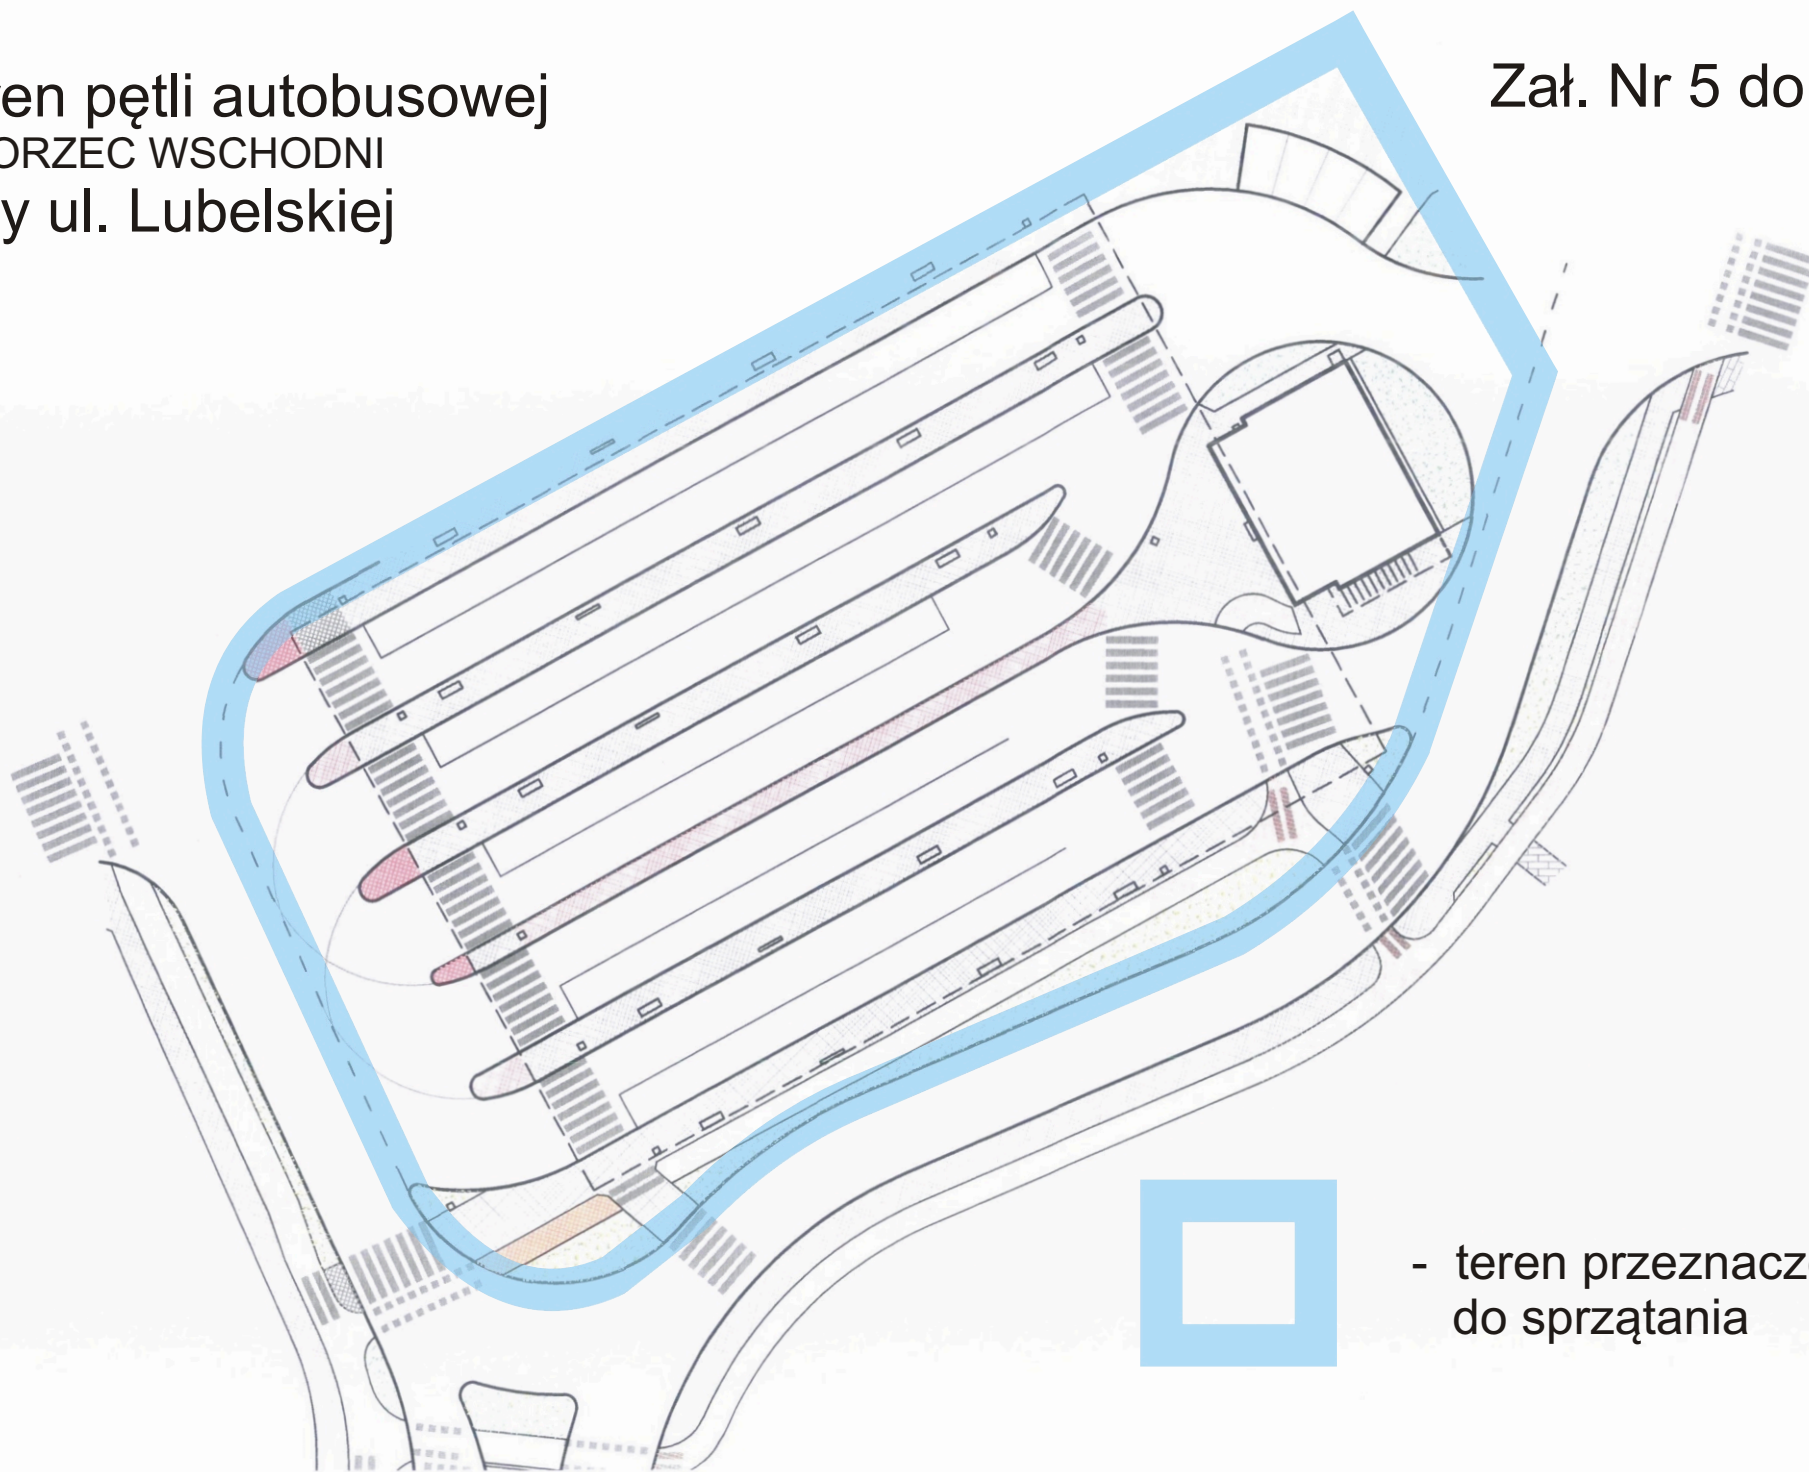 en pętli autobusowej
ORZEC WSCHODNI
y ul. Lubelskiej
Zał. Nr 5 do
- teren przeznacz
do sprzątania